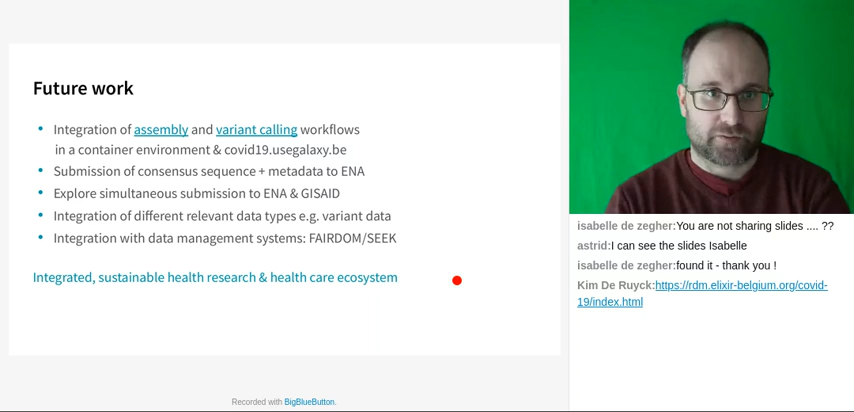 Future work
• Integration of assembly and variant calling workflows
in a container environment & covid19.usegalaxy.be
• Submission of consensus sequence + metadata to ENA
• Explore simultaneous submission to ENA & GISAID
• Integration of different relevant data types e.g. variant data
• Integration with data management systems: FAIRDOM/SEEK
Integrated, sustainable health research & health care ecosystem
Recorded with BigBlueButton.
isabelle de zegher:You are not sharing slides .... ??
astrid:I can see the slides Isabelle
isabelle de zegher:found it - thank you !
Kim De Ruyck:https://rdm.elixir-belgium.org/covid-
19/index.html